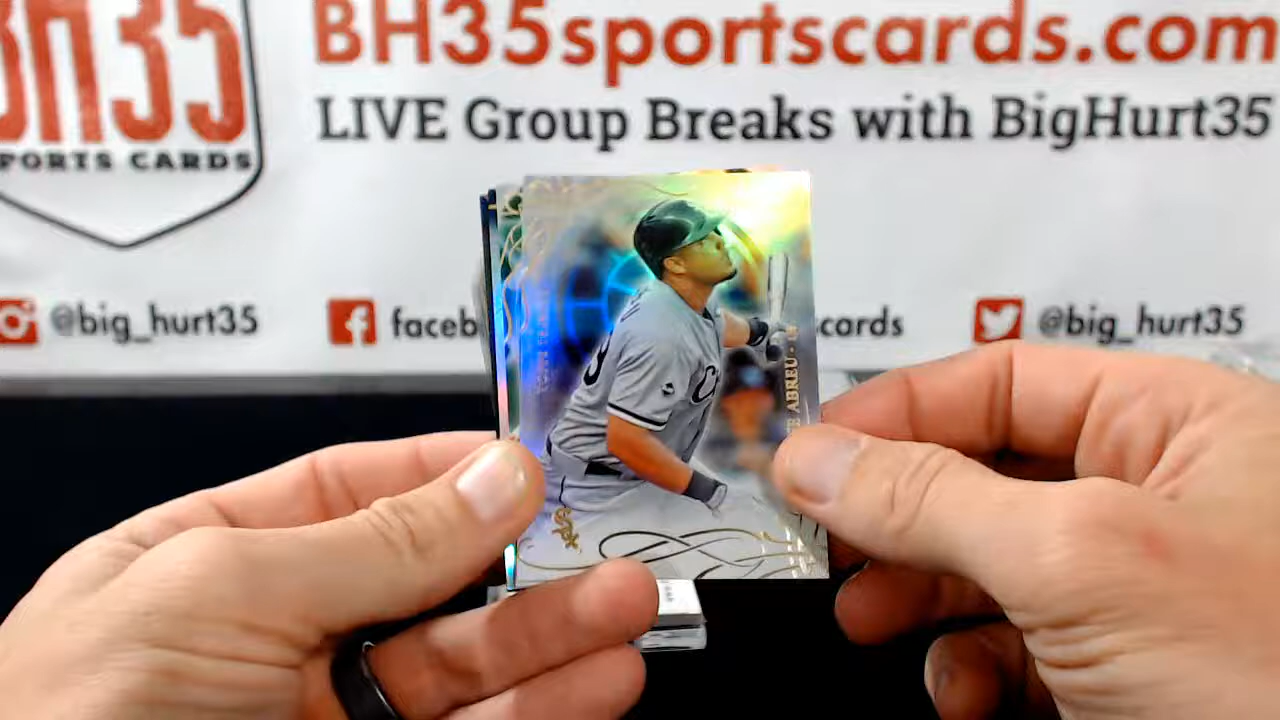 BH35
PORTS CARDS
BH35sportscards.com
LIVE Group Breaks with BigHurt35
@big_hurt35
faceb
scards
@big_hurt35
ABREU